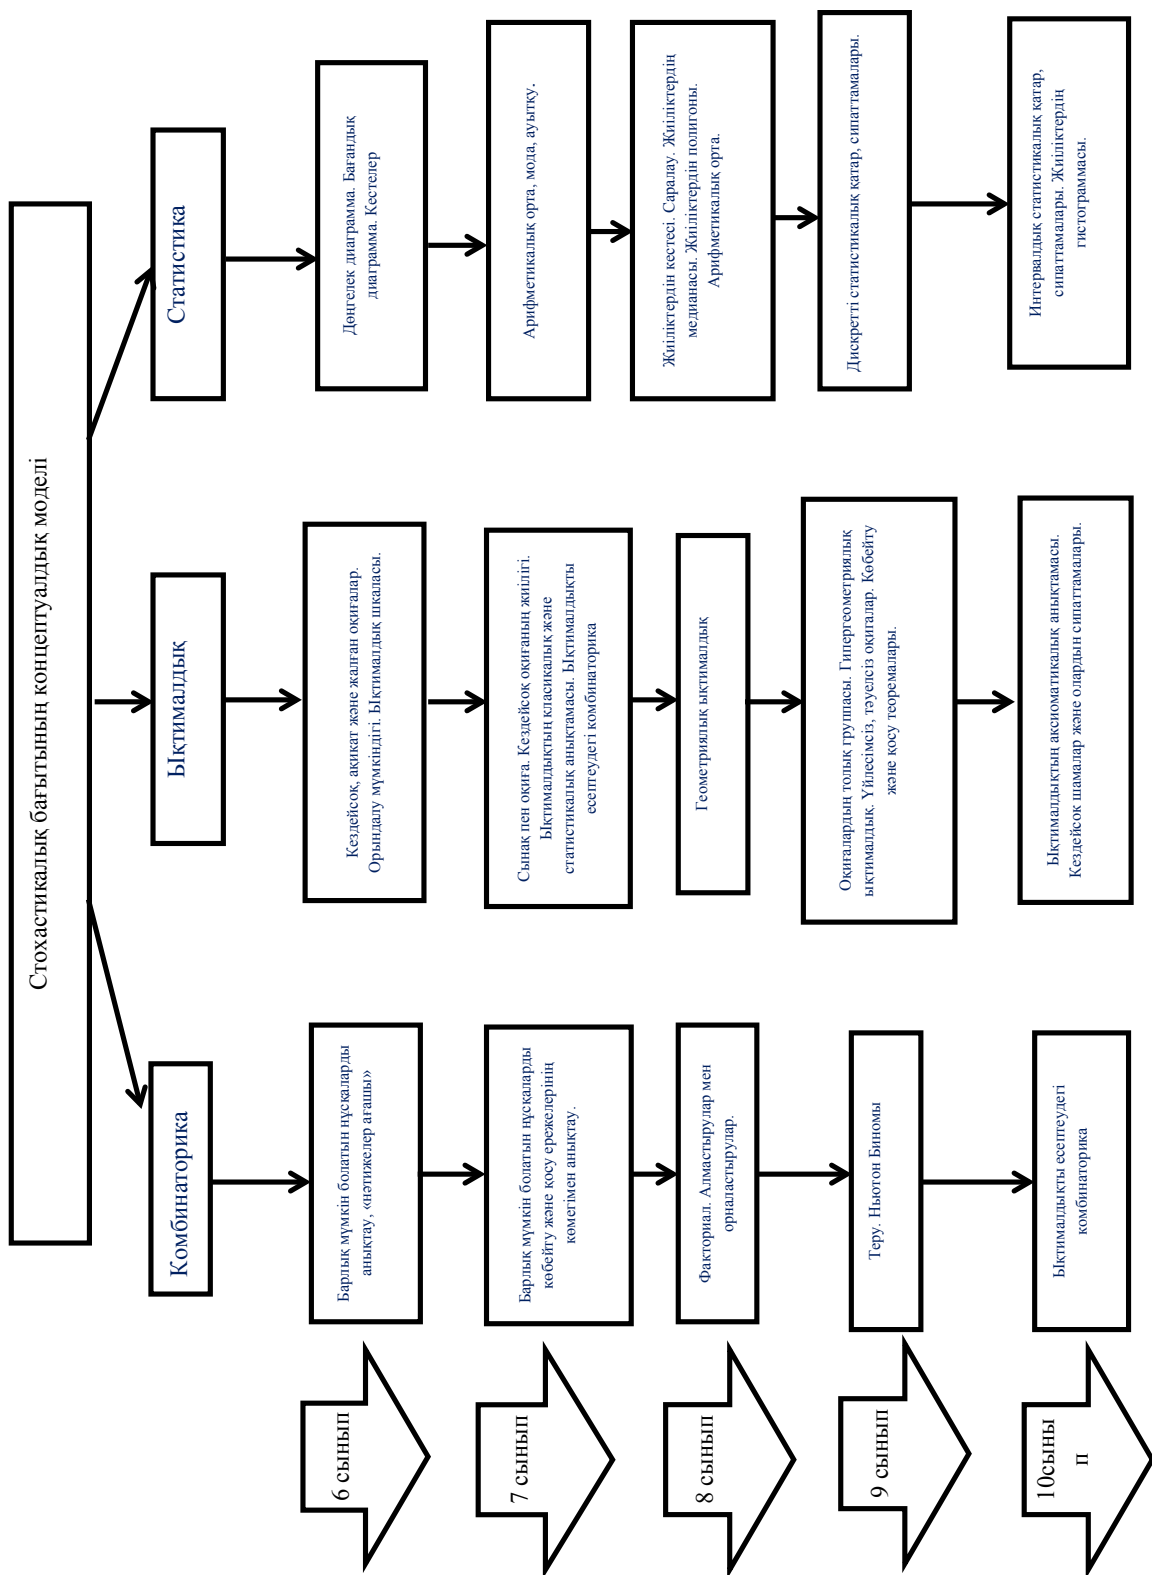 Стохастикалық бағытының концептуалдық моделі
Комбинаторика
Ықтималдық
Статистика
6 сынып
Барлық мүмкін болатын нұсқаларды
анықтау, «нәтижелер ағашы»
Кездейсоқ, ақиқат және жалған оқиғалар.
Орындалу мүмкіндігі. Ықтималдық шкаласы.
Дөңгелек диаграмма. Бағандық
диаграмма. Кестелер
7 сынып
Барлық мүмкін болатын нұсқаларды
көбейту және қосу ережелерінің
көмегімен анықтау.
Сынақ пен оқиға. Кездейсоқ оқиғаның жиілігі.
Ықтималдықтың класикалық және
статистикалық анықтамасы. Ықтималдықты
есептеудегі комбинаторика
Арифметикалық орта, мода, ауытқу.
8 сынып
Факториал. Алмастырулар мен
орналастырулар.
Геометриялық ықтималдық
Жиіліктердін кестесі. Саралау. Жиіліктердің
медианасы. Жиіліктердін полигоны.
Арифметикалық орта.
9 сынып
Теру. Ньютон Биномы
Оқиғалардың толық группасы. Гипергеометриялық
ықтималдық. Үйлесімсіз, тәуелсіз оқиғалар. Көбейту
және қосу теоремалары.
Дискретті статистикалық қатар, сипаттамалары.
10сыны
п
Ықтималдықты есептеудегі
комбинаторика
Ықтималдықтың аксиоматикалық анықтамасы.
Кездейсоқ шамалар және олардын сипаттамалары.
Интервалдық статистикалық қатар,
сипаттамалары. Жиіліктердің
гистограммасы.